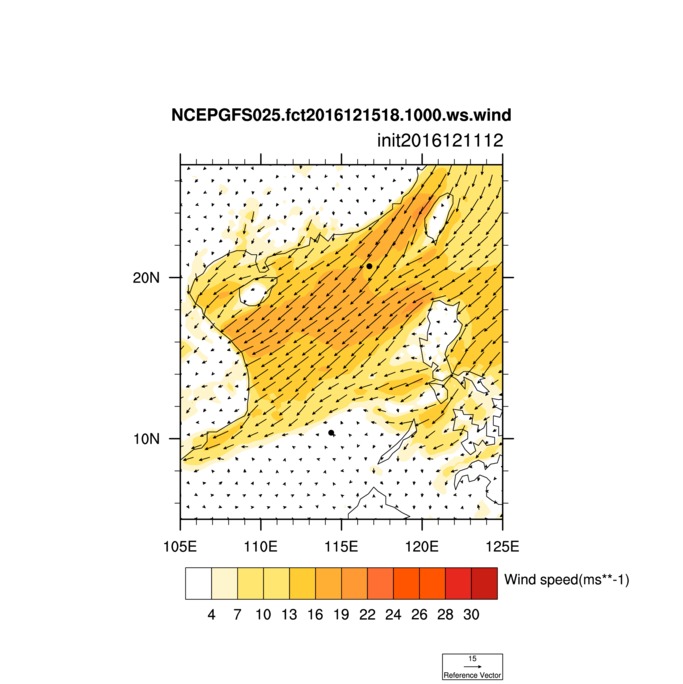 NCEPGFS025.fct2016121518.1000.ws.wind
init2016121112
20N
10N
105E 110E 115E 120E 125E
Wind speed(ms**-1)
4 7 10 13 16 19 22 24 26 28 30
15
Reference Vector